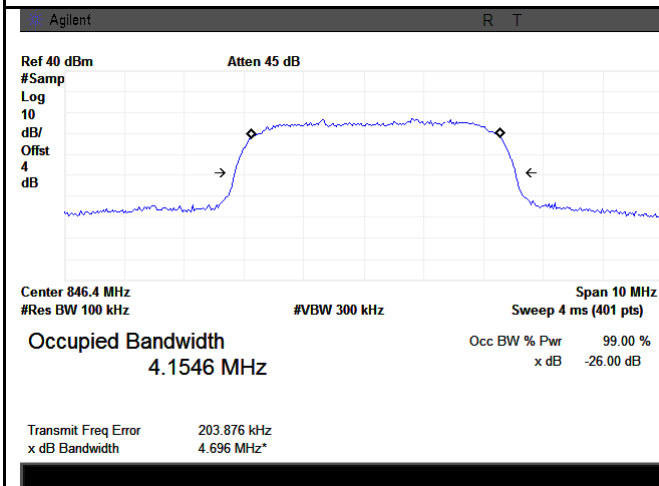 Agilent R T
Ref 40 dBm Atten 45 dB
#Samp
Log
10
dB/
Offst
4
dB
Center 846.4 MHz Span 10 MHz
#Res BW 100 kHz #VBW 300 kHz Sweep 4 ms (401 pts)
Occupied Bandwidth Occ BW % Pwr 99.00 %
4.1546 MHz x dB -26.00 dB
Transmit Freq Error 203.876 kHz
x dB Bandwidth 4.696 MHz*